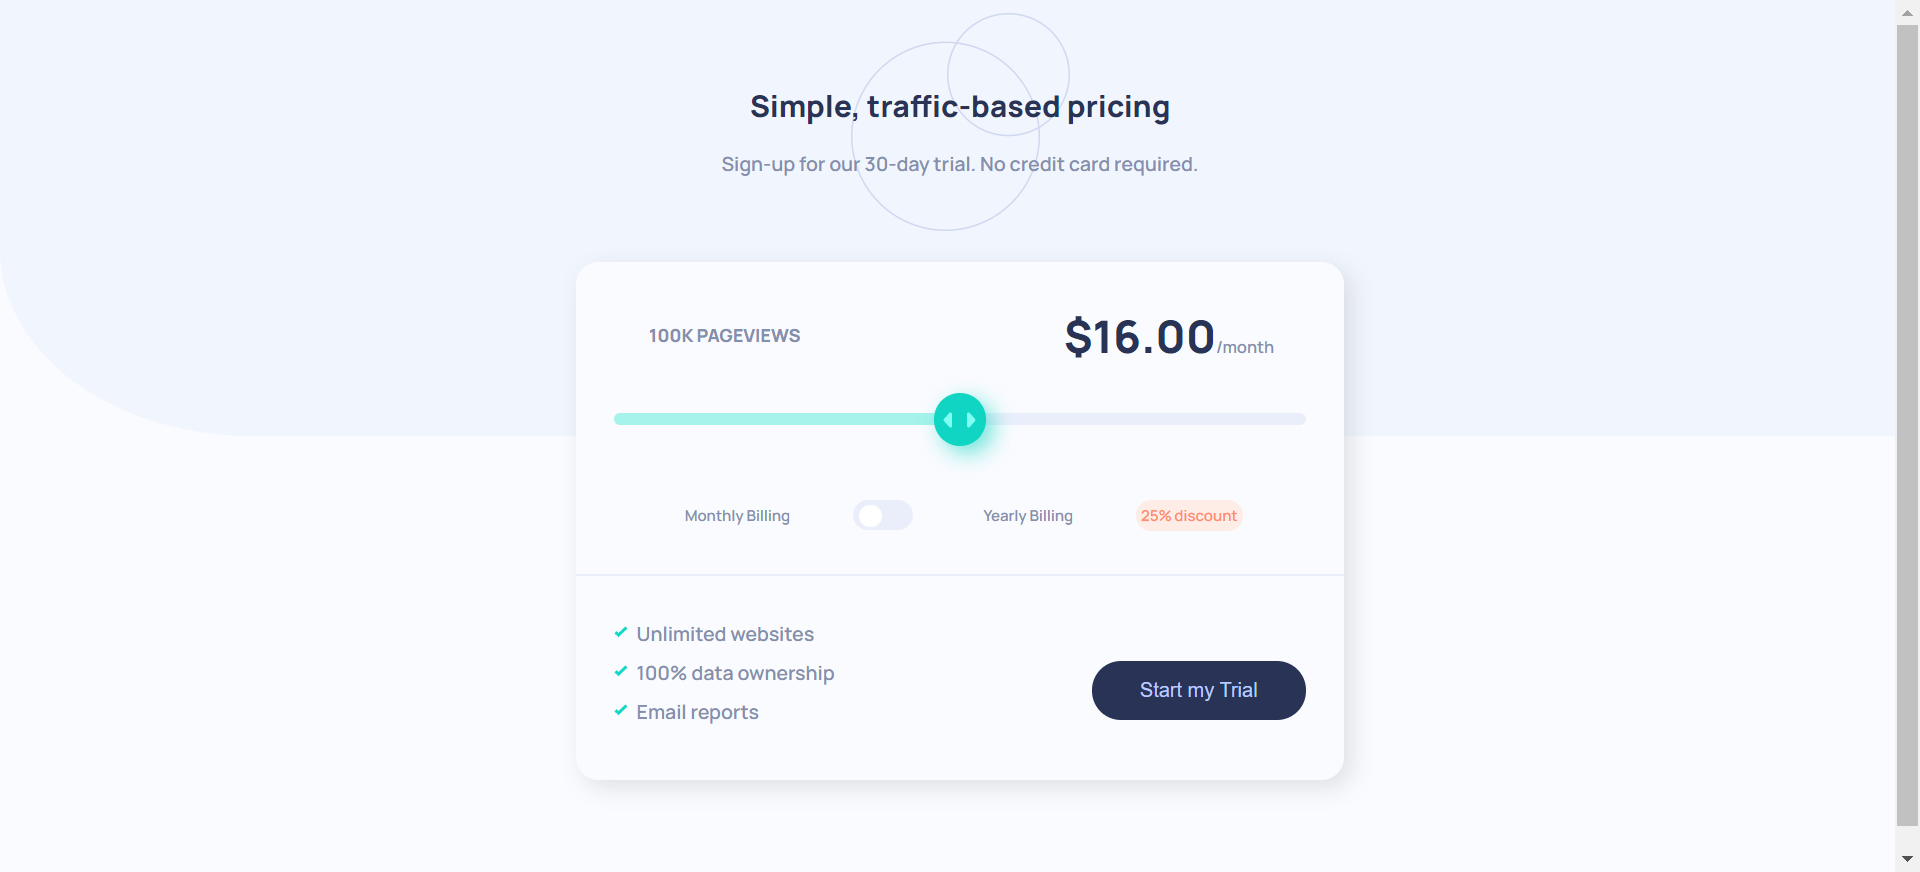 Simple, traffic-based pricing
Sign-up for our 30-day trial. No credit card required.
100K PAGEVIEWS
$16.00/month
Monthly Billing
Yearly Billing
25% discount
Unlimited websites
100% data ownership
Email reports
Start my Trial